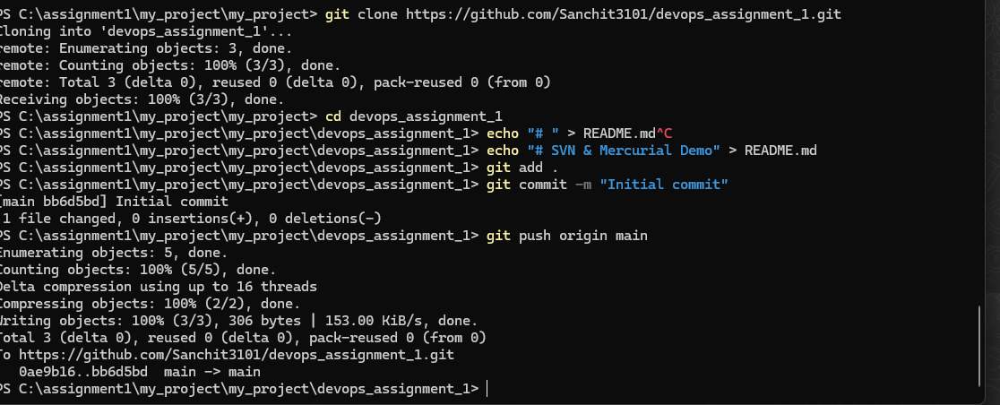 PS C:\assignment1\my_project\my_project> git clone https://github.com/Sanchit3101/devops_assignment_1.git
Cloning into 'devops_assignment_1'...
remote: Enumerating objects: 3, done.
remote: Counting objects: 100% (3/3), done.
remote: Total 3 (delta 0), reused 0 (delta 0), pack-reused 0 (from 0)
Receiving objects: 100% (3/3), done.
PS C:\assignment1\my_project\my_project> cd devops_assignment_1
PS C:\assignment1\my_project\my_project\devops_assignment_1> echo "# " > README.md^C
PS C:\assignment1\my_project\my_project\devops_assignment_1> echo "# SVN & Mercurial Demo" > README.md
PS C:\assignment1\my_project\my_project\devops_assignment_1> git add .
PS C:\assignment1\my_project\my_project\devops_assignment_1> git commit -m "Initial commit"
[main bb6d5bd] Initial commit
1 file changed, 0 insertions(+), 0 deletions(-)
PS C:\assignment1\my_project\my_project\devops_assignment_1> git push origin main
Enumerating objects: 5, done.
Counting objects: 100% (5/5), done.
Delta compression using up to 16 threads
Compressing objects: 100% (2/2), done.
Writing objects: 100% (3/3), 306 bytes | 153.00 KiB/s, done.
Total 3 (delta 0), reused 0 (delta 0), pack-reused 0 (from 0)
To https://github.com/Sanchit3101/devops_assignment_1.git
0ae9b16..bb6d5bd  main -> main
PS C:\assignment1\my_project\my_project\devops_assignment_1>